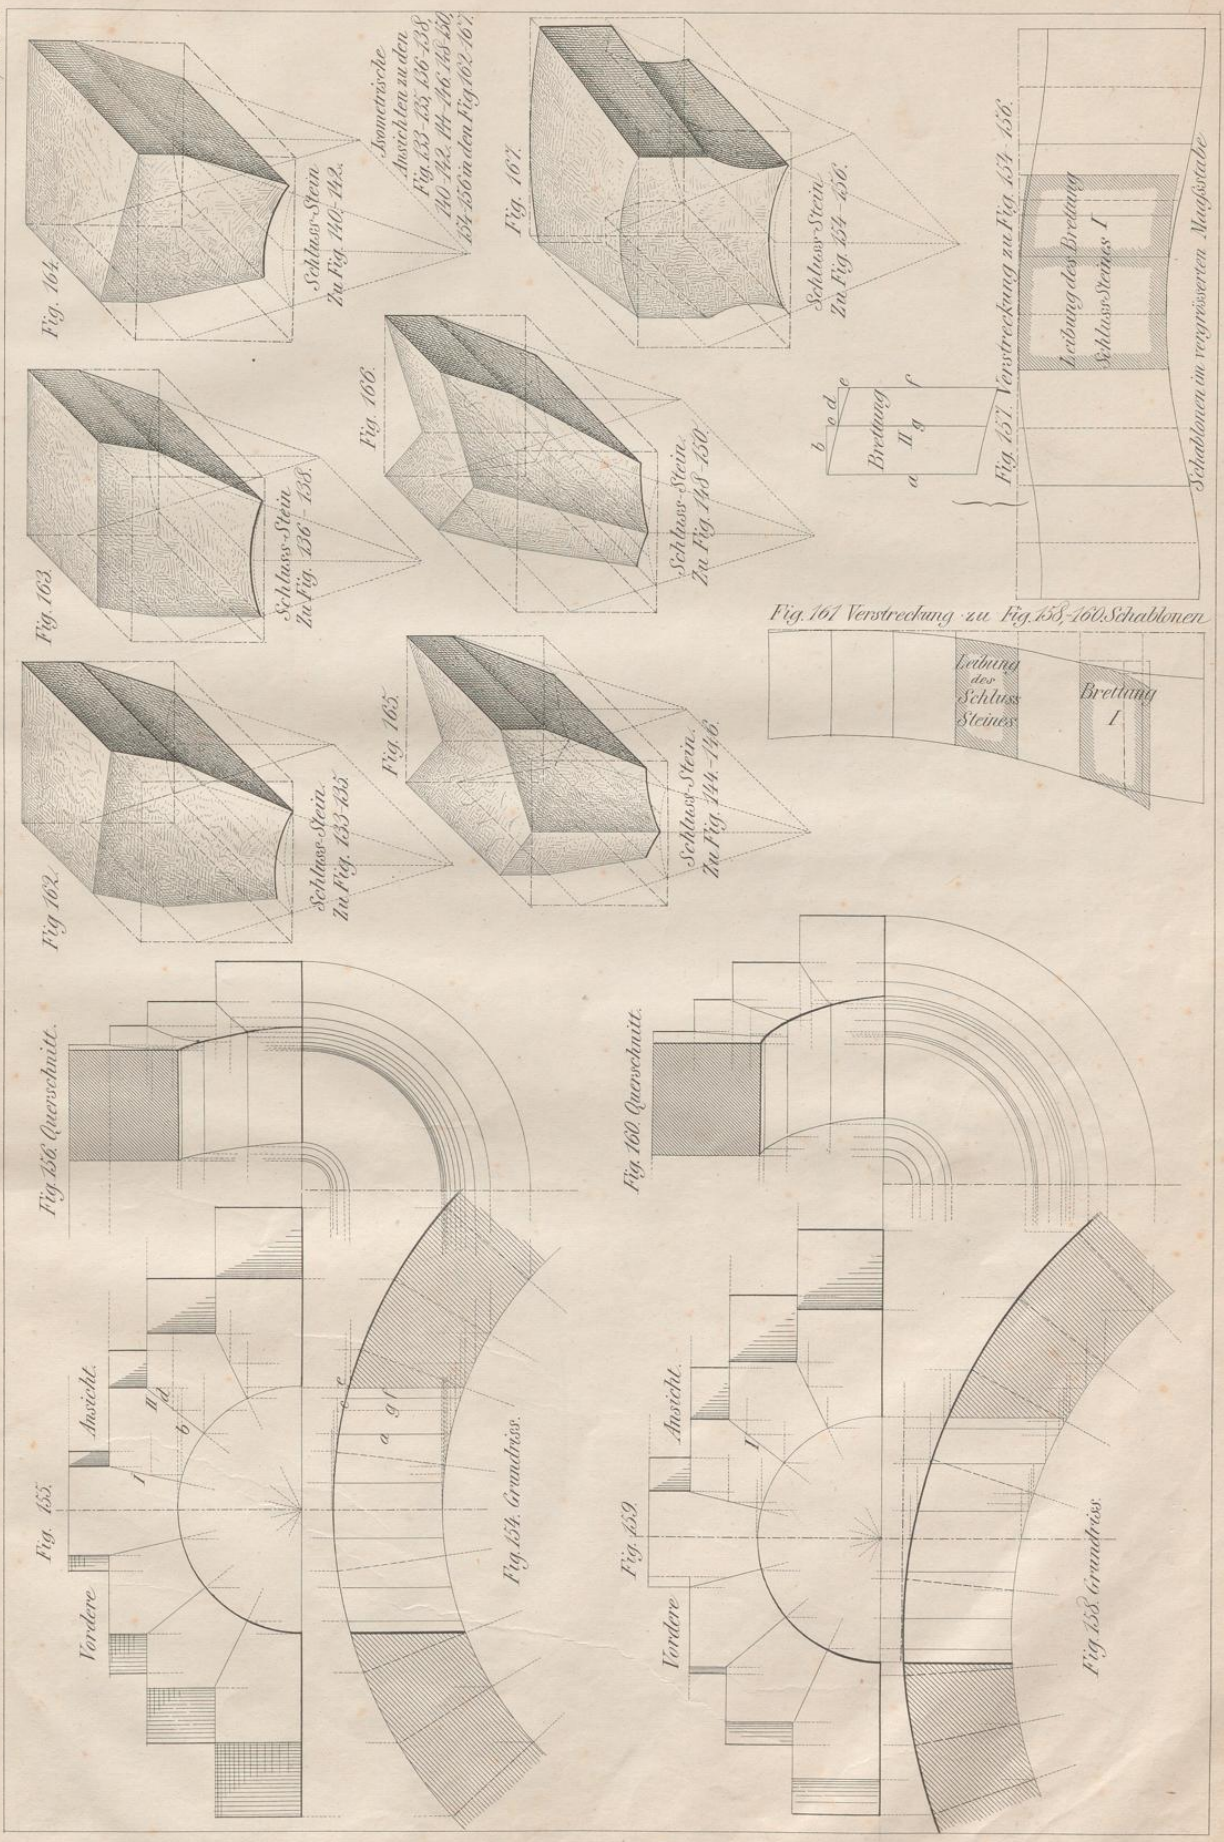 Fig. 155.
Vordere Ansicht.
I
II
b
d
Fig. 154. Grundriss.
a
g
f
c
e
Fig. 156. Querschnitt.
Fig. 159.
Vordere Ansicht.
I
Fig. 158. Grundriss.
Fig. 160. Querschnitt.
Fig. 162.
Schluss-Stein.
Zu Fig. 133-135.
Fig. 163.
Schluss-Stein
Zu Fig. 136-138.
Fig. 164.
Schluss-Stein
Zu Fig. 140-142.
Isometrische
Ansichten zu den
Fig. 133-135, 136-138,
140-142, 144-146, 148-150,
154-156 in den Fig 162-167.
Fig. 165.
Schluss-Stein.
Zu Fig. 144-146.
Fig. 166.
Schluss-Stein.
Zu Fig. 148-150.
Fig. 167.
Schluss-Stein.
Zu Fig. 154-156.
a
b
c
d
e
f
g
Brettung
II
Fig. 157. Verstreckung zu Fig. 154-156.
Leibung des Brettung
Schluss-Steines I
Schablonen im vergrösserten Maaßstabe
Fig. 161 Verstreckung zu Fig. 158,-160. Schablonen
Leibung
des
Schluss
Steines
Brettung
I